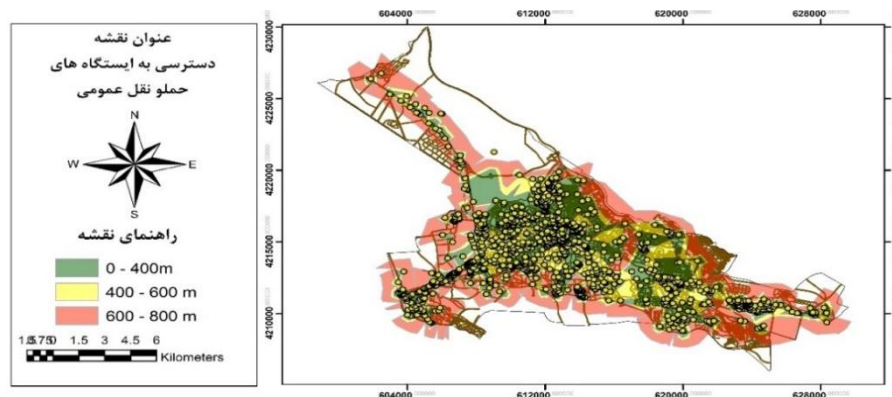 عنوان نقشه
دسترسی به ایستگاه های
حملو نقل عمومی
N
W E
S
راهنمای نقشه
0 - 400m
400 - 600 m
600 - 800 m
1.5 3 4.5 6
Kilometers
604000 612000 620000 628000
4230000
4225000
4220000
4215000
4210000
604000 612000 620000 628000